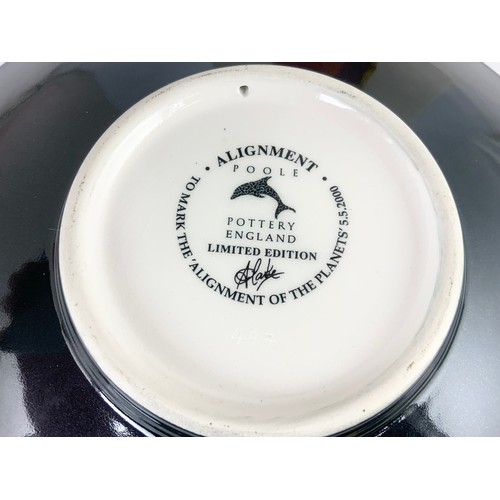 · ALIGNMENT ·
POOLE
POTTERY
ENGLAND
LIMITED EDITION
TO MARK THE 'ALIGNMENT OF THE PLANETS' 5.5.2000